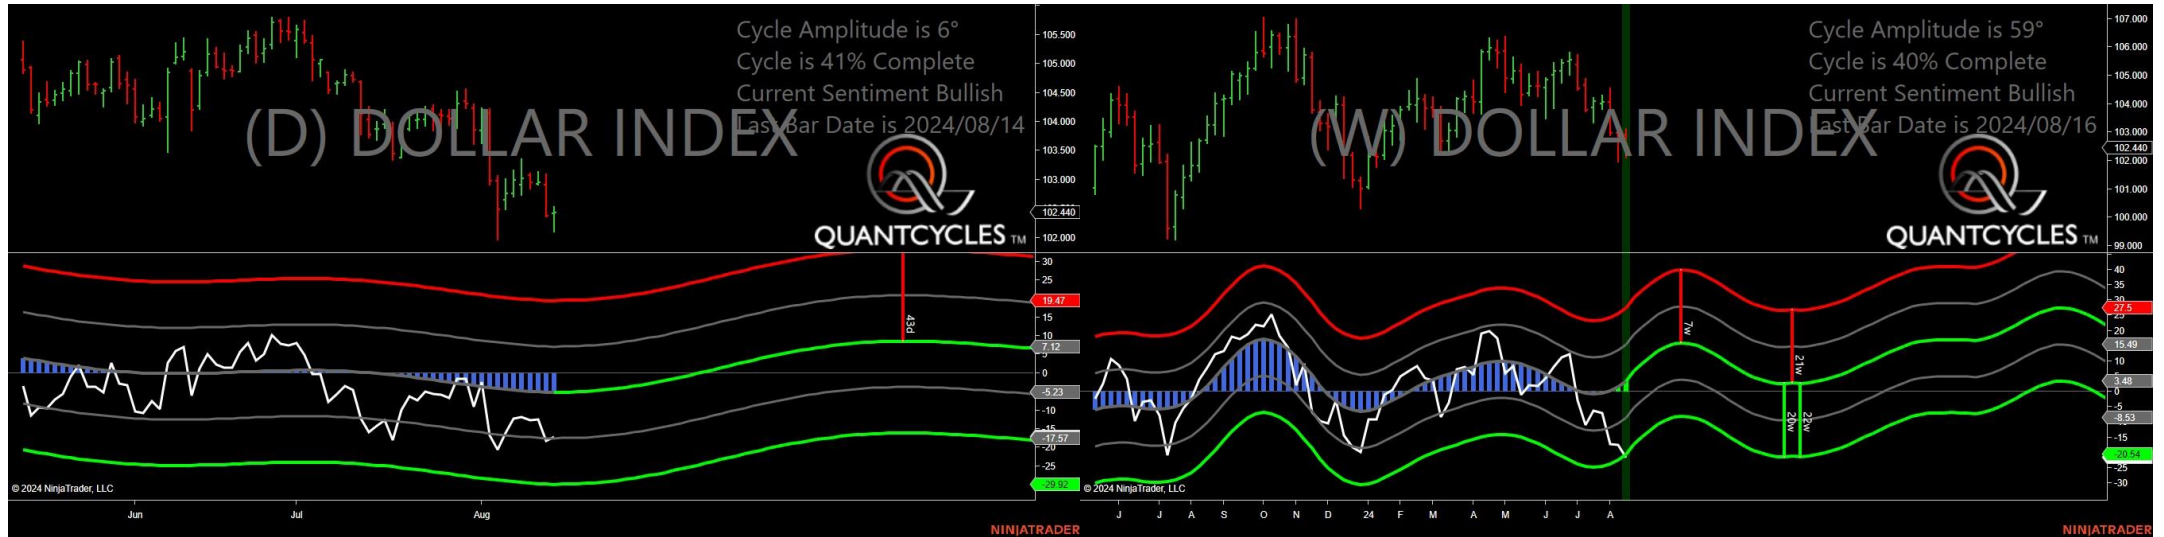 Cycle Amplitude is 6°
Cycle is 41% Complete
Current Sentiment Bullish
Last Bar Date is 2024/08/14
(D) DOLLAR INDEX
QUANTCYCLES TM
105.500
105.000
104.500
104.000
103.500
103.000
102.440
102.000
30
25
19.47
15
10
7.12
5
0
-5.23
-10
-15
-17.57
-20
-25
-29.92
43d
© 2024 NinjaTrader, LLC
Jun Jul Aug
NINJATRADER
Cycle Amplitude is 59°
Cycle is 40% Complete
Current Sentiment Bullish
Last Bar Date is 2024/08/16
(W) DOLLAR INDEX
QUANTCYCLES TM
107.000
106.000
105.000
104.000
103.000
102.440
102.000
101.000
100.000
99.000
40
35
30
27.5
25
20
15.49
10
5
3.48
0
-5
-8.53
-15
-20.54
-25
-30
7w
21w
20w
22w
© 2024 NinjaTrader, LLC
J J A S O N D 24 F M A M J J A
NINJATRADER